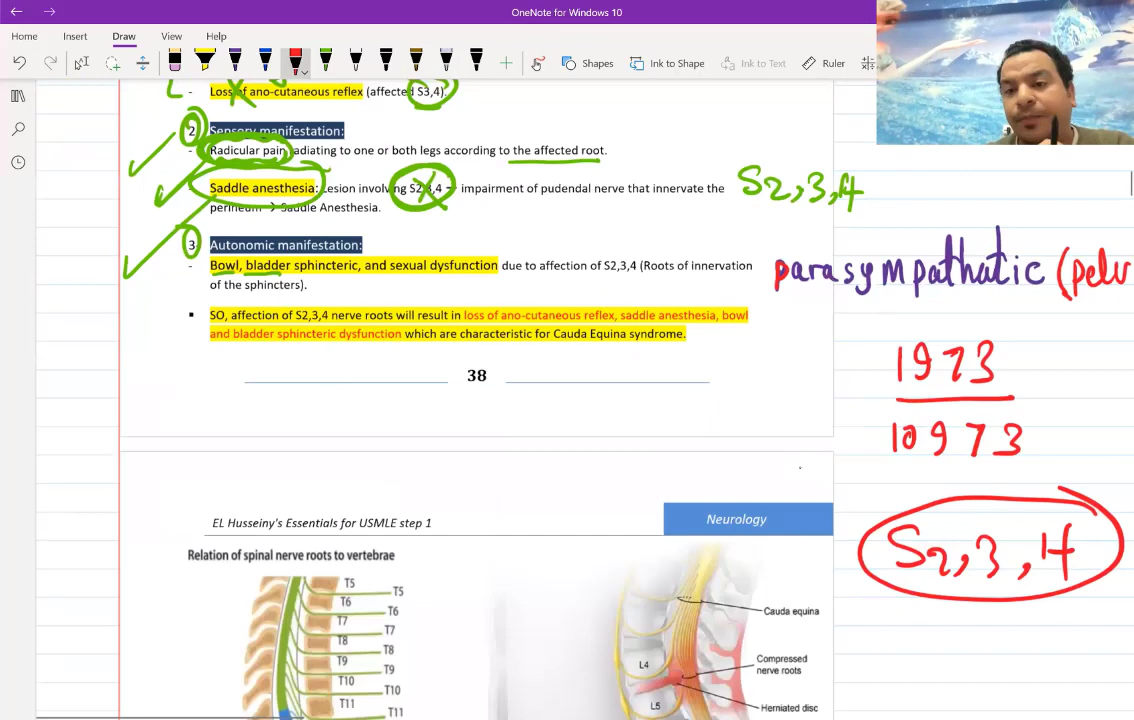 OneNote for Windows 10
Home Insert Draw View Help
Shapes Ink to Shape Ink to Text Ruler
- Loss of ano-cutaneous reflex (affected S3,4).
2 Sensory manifestation:
- Radicular pain radiating to one or both legs according to the affected root.
Saddle anesthesia: Lesion involving S2,3,4 → impairment of pudendal nerve that innervate the
perineum → Saddle Anesthesia.
S2,3,4
3- Autonomic manifestation:
- Bowl, bladder sphincteric, and sexual dysfunction due to affection of S2,3,4 (Roots of innervation
of the sphincters).
parasympathatic (pelv
▪ SO, affection of S2,3,4 nerve roots will result in loss of ano-cutaneous reflex, saddle anesthesia, bowl
and bladder sphincteric dysfunction which are characteristic for Cauda Equina syndrome.
1973
10973
38
S2,3,4
EL Husseiny's Essentials for USMLE step 1
Neurology
Relation of spinal nerve roots to vertebrae
T5
T5
T6
T6
T7
T7
T8
T8
T9
T9
T10
T10
T11
T11
Cauda equina
L4
Compressed
nerve roots
L5
Herniated disc